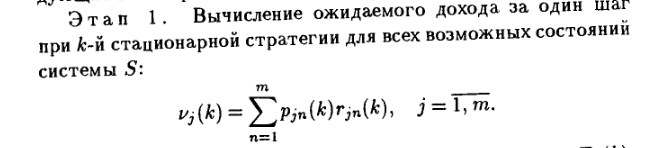 Этап 1. Вычисление ожидаемого дохода за один шаг
при k-й стационарной стратегии для всех возможных состояний
системы S:
m
ν_j(k) = ∑ p_{jn}(k) r_{jn}(k), j = \overline{1, m}.
n=1